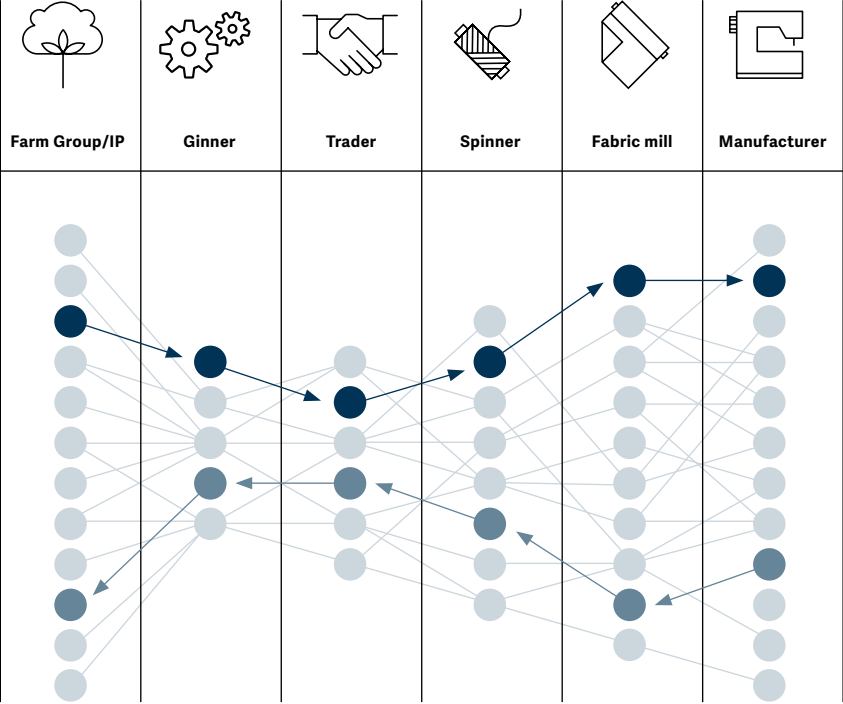 Farm Group/IP
Ginner
Trader
Spinner
Fabric mill
Manufacturer